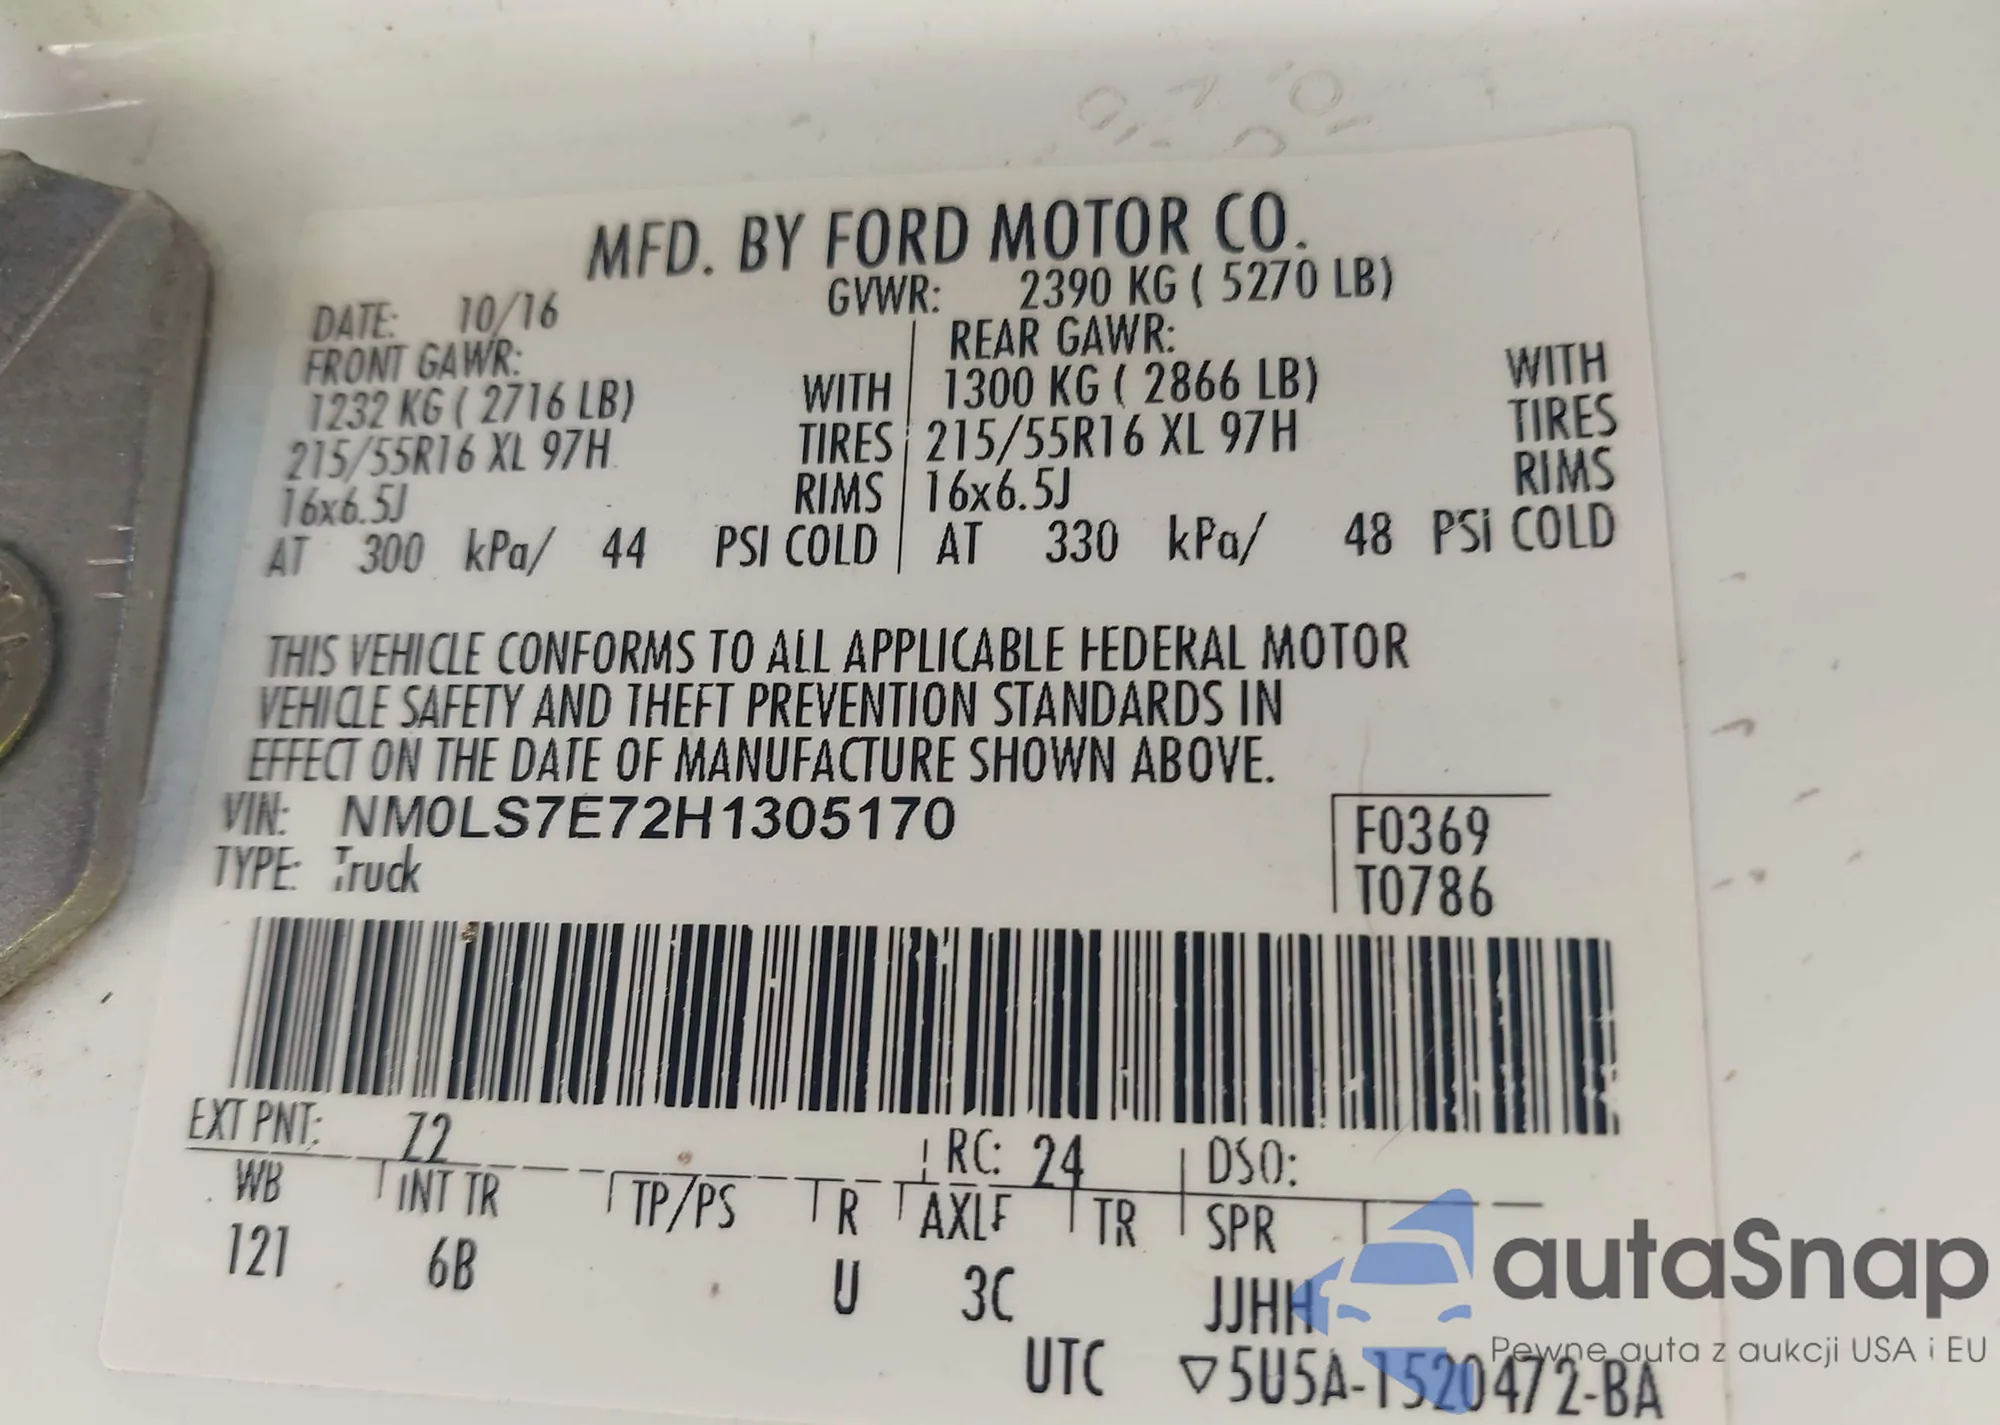 MFD. BY FORD MOTOR CO.
DATE: 10/16 GVWR: 2390 KG ( 5270 LB)
FRONT GAWR: REAR GAWR:
1232 KG ( 2716 LB) WITH 1300 KG ( 2866 LB) WITH
215/55R16 XL 97H TIRES 215/55R16 XL 97H TIRES
16x6.5J RIMS 16x6.5J RIMS
AT 300 kPa/ 44 PSI COLD AT 330 kPa/ 48 PSI COLD
THIS VEHICLE CONFORMS TO ALL APPLICABLE FEDERAL MOTOR
VEHICLE SAFETY AND THEFT PREVENTION STANDARDS IN
EFFECT ON THE DATE OF MANUFACTURE SHOWN ABOVE.
VIN: NM0LS7E72H1305170 F0369
TYPE: Truck T0786
EXT PNT: Z2 RC: 24 DSO:
WB INT TR TP/PS R AXLE TR SPR
121 6B U 3C JJHH
UTC ▽5U5A-1520472-BA
autaSnap
Pewne auta z aukcji USA i EU